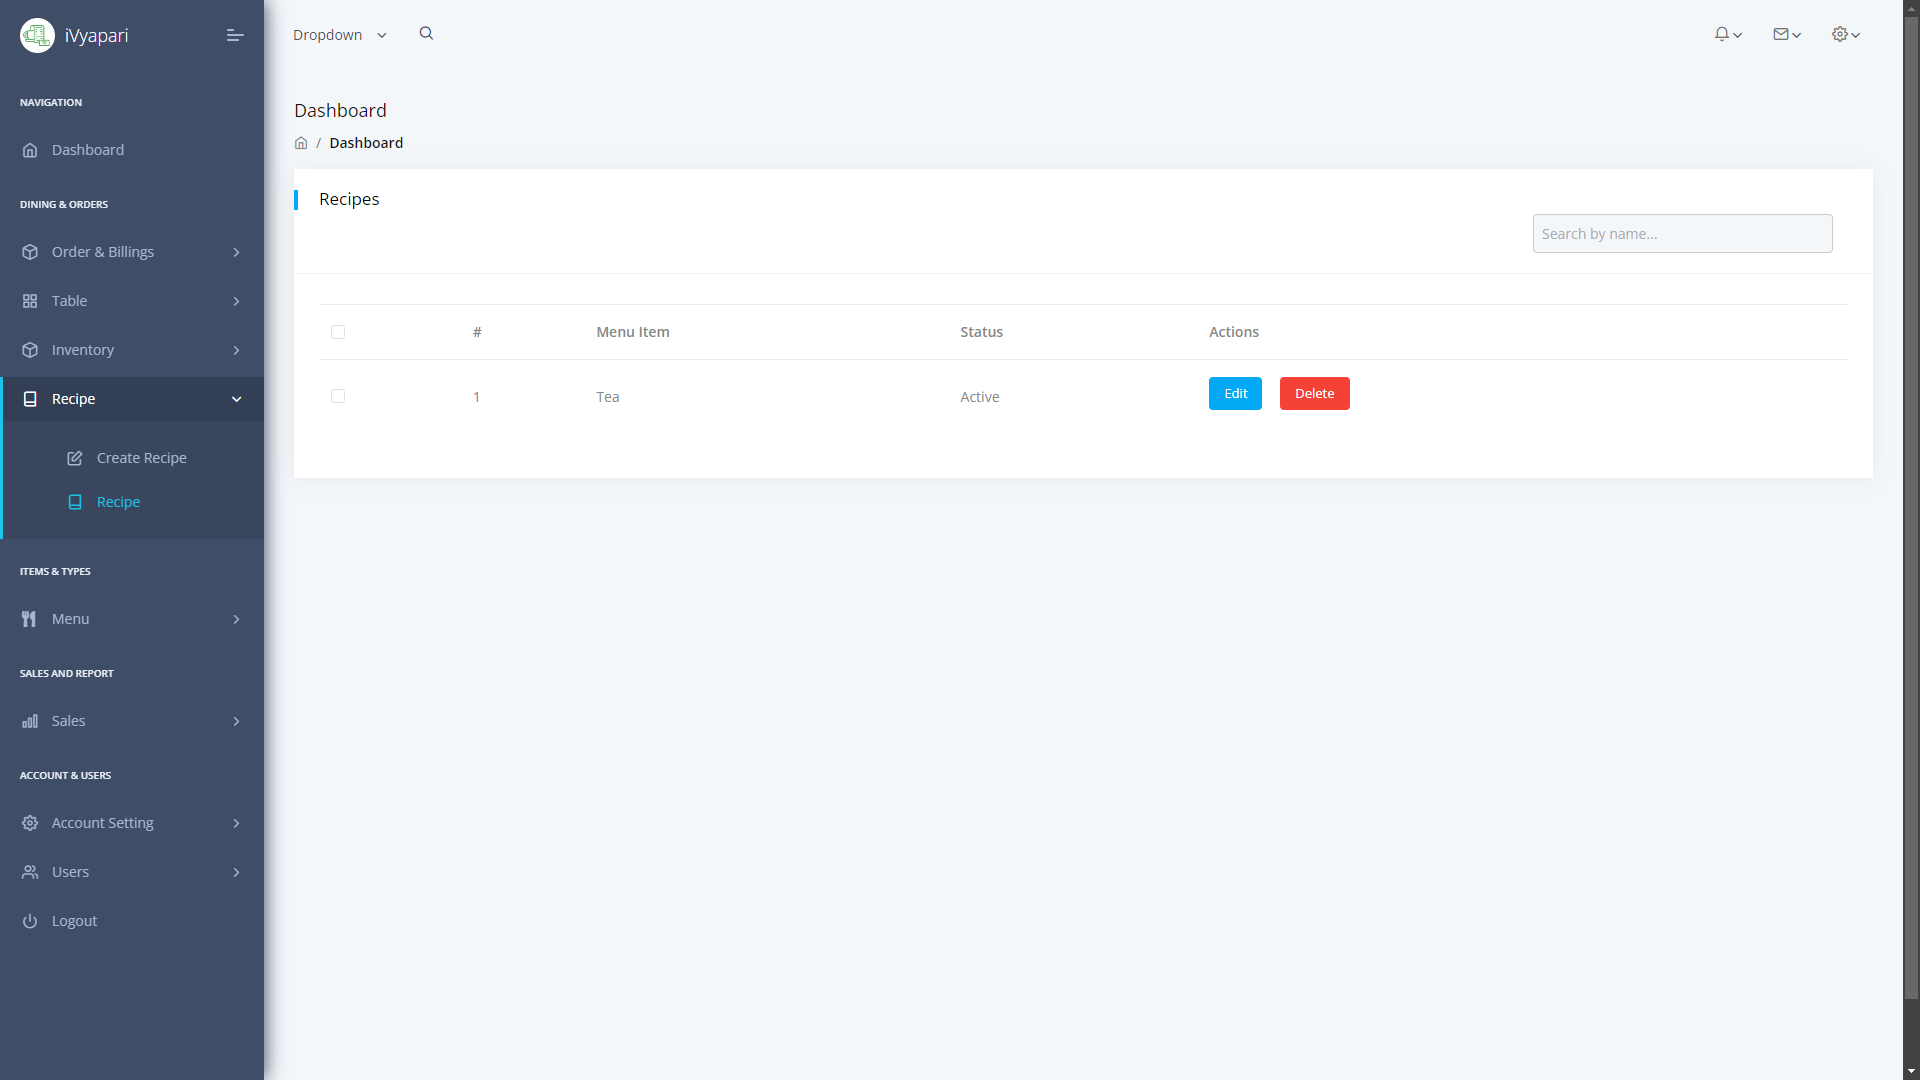 iVyapari
Dropdown
NAVIGATION
Dashboard
DINING & ORDERS
Order & Billings
Table
Inventory
Recipe
Create Recipe
Recipe
ITEMS & TYPES
Menu
SALES AND REPORT
Sales
ACCOUNT & USERS
Account Setting
Users
Logout
Dashboard
/ Dashboard
Recipes
Search by name...
# Menu Item Status Actions
1 Tea Active Edit Delete